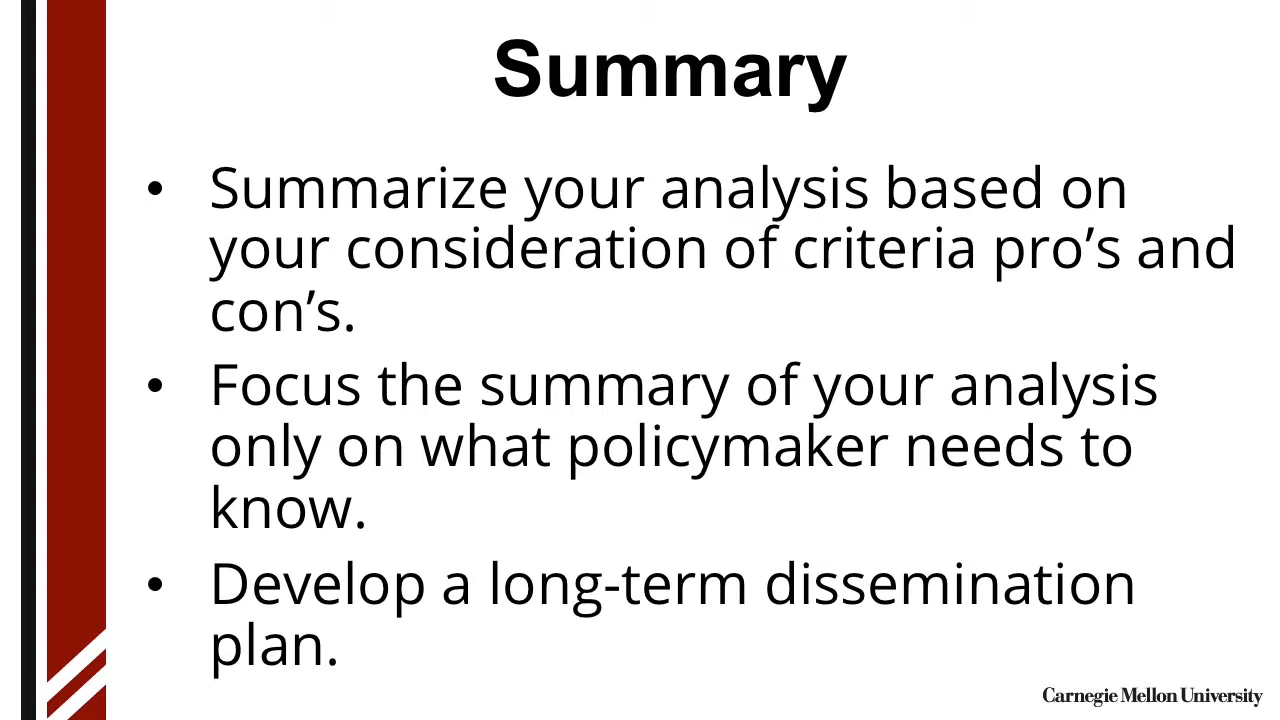 Summary
• Summarize your analysis based on
your consideration of criteria pro’s and
con’s.
• Focus the summary of your analysis
only on what policymaker needs to
know.
• Develop a long-term dissemination
plan.
Carnegie Mellon University